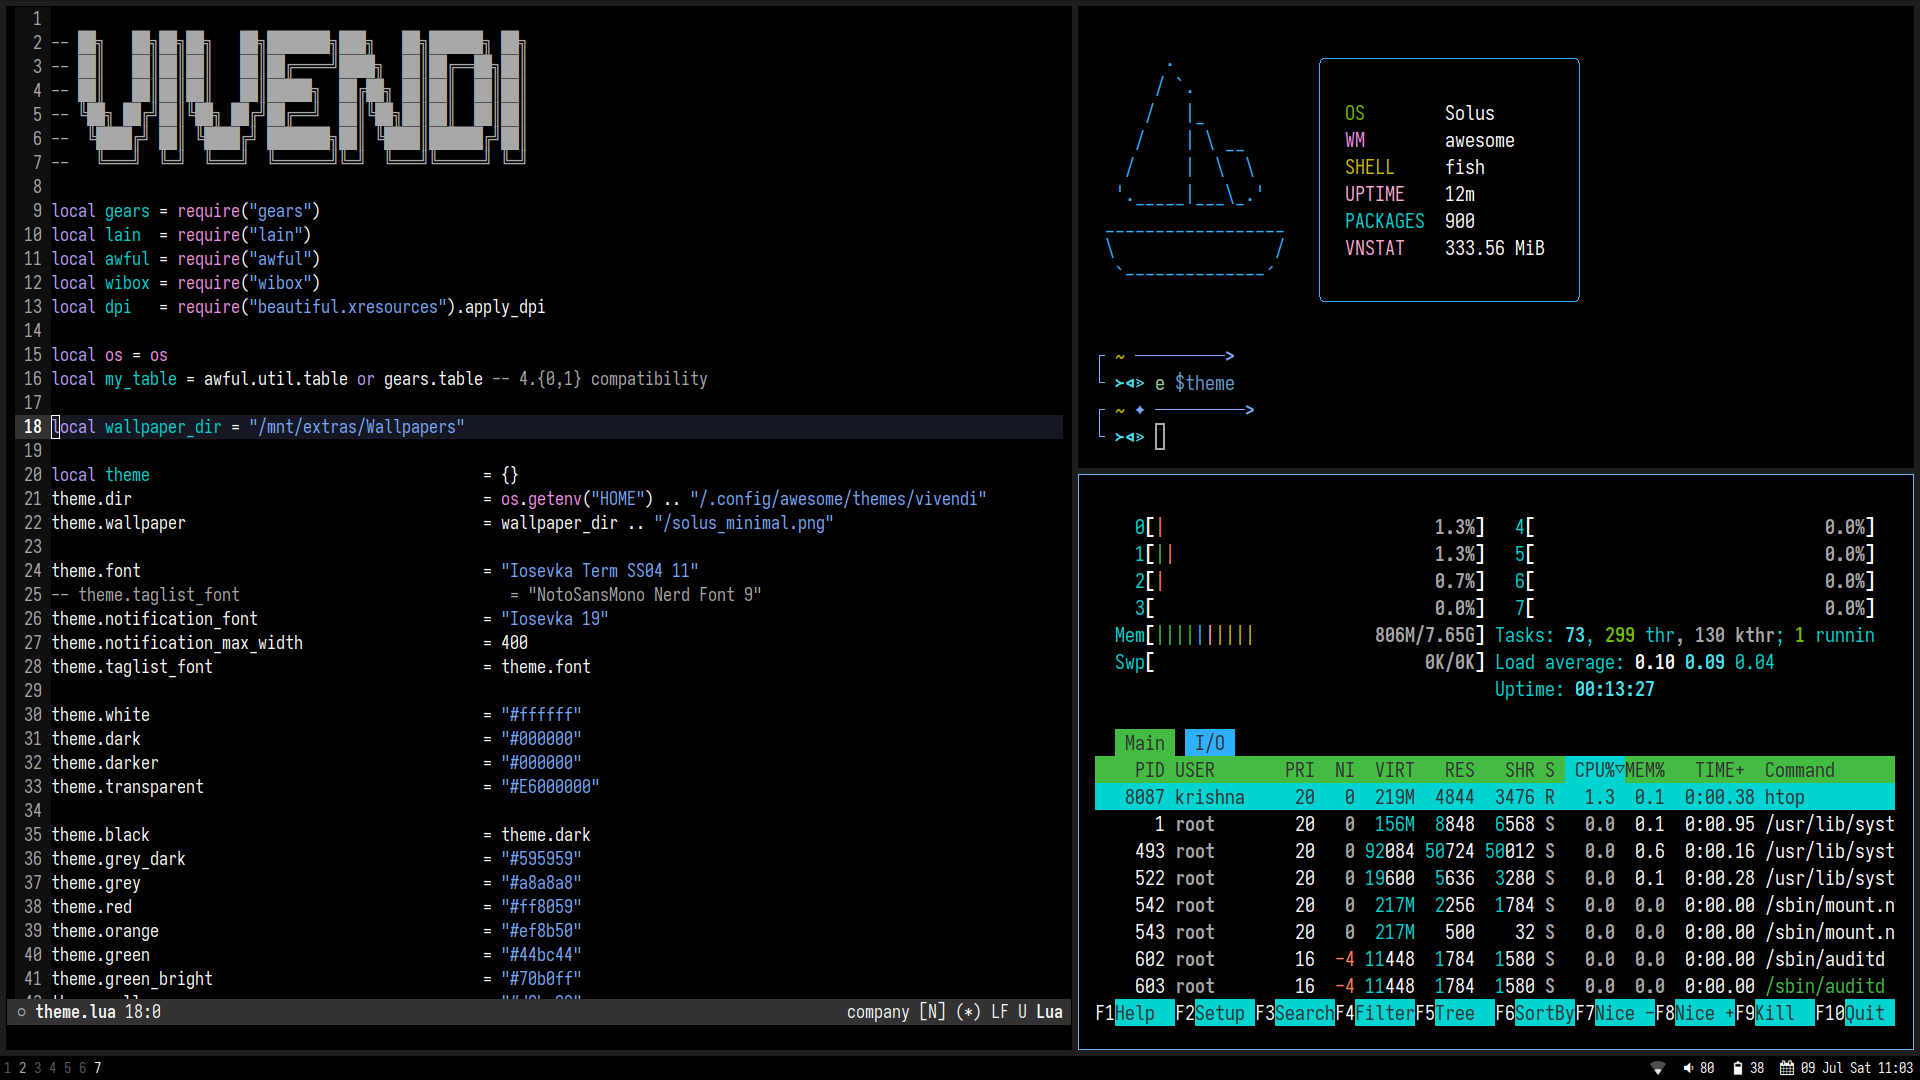 1
2 --
3 --
4 --
5 --
6 --
7 --
VIVENDI
8
9 local gears = require("gears")
10 local lain  = require("lain")
11 local awful = require("awful")
12 local wibox = require("wibox")
13 local dpi   = require("beautiful.xresources").apply_dpi
14
15 local os = os
16 local my_table = awful.util.table or gears.table -- 4.{0,1} compatibility
17
18 local wallpaper_dir = "/mnt/extras/Wallpapers"
19
20 local theme = {}
21 theme.dir = os.getenv("HOME") .. "/.config/awesome/themes/vivendi"
22 theme.wallpaper = wallpaper_dir .. "/solus_minimal.png"
23
24 theme.font = "Iosevka Term SS04 11"
25 -- theme.taglist_font = "NotoSansMono Nerd Font 9"
26 theme.notification_font = "Iosevka 19"
27 theme.notification_max_width = 400
28 theme.taglist_font = theme.font
29
30 theme.white = "#ffffff"
31 theme.dark = "#000000"
32 theme.darker = "#000000"
33 theme.transparent = "#E6000000"
34
35 theme.black = theme.dark
36 theme.grey_dark = "#595959"
37 theme.grey = "#a8a8a8"
38 theme.red = "#ff8059"
39 theme.orange = "#ef8b50"
40 theme.green = "#44bc44"
41 theme.green_bright = "#70b0ff"
theme.lua 18:0 company [N] (*) LF U Lua
OS Solus
WM awesome
SHELL fish
UPTIME 12m
PACKAGES 900
VNSTAT 333.56 MiB
~ >
e $theme
~ ✦ >
0[| 1.3%] 4[ 0.0%]
1[|| 1.3%] 5[ 0.0%]
2[| 0.7%] 6[ 0.0%]
3[ 0.0%] 7[ 0.0%]
Mem[|||||||||| 806M/7.65G] Tasks: 73, 299 thr, 130 kthr; 1 runnin
Swp[ 0K/0K] Load average: 0.10 0.09 0.04
Uptime: 00:13:27
Main I/O
PID USER PRI NI VIRT RES SHR S CPU%▽MEM% TIME+ Command
8087 krishna 20 0 219M 4844 3476 R 1.3 0.1 0:00.38 htop
1 root 20 0 156M 8848 6568 S 0.0 0.1 0:00.95 /usr/lib/syst
493 root 20 0 92084 50724 50012 S 0.0 0.6 0:00.16 /usr/lib/syst
522 root 20 0 19600 5636 3280 S 0.0 0.1 0:00.28 /usr/lib/syst
542 root 20 0 217M 2256 1784 S 0.0 0.0 0:00.00 /sbin/mount.n
543 root 20 0 217M 500 32 S 0.0 0.0 0:00.00 /sbin/mount.n
602 root 16 -4 11448 1784 1580 S 0.0 0.0 0:00.00 /sbin/auditd
603 root 16 -4 11448 1784 1580 S 0.0 0.0 0:00.00 /sbin/auditd
F1Help F2Setup F3SearchF4FilterF5Tree F6SortByF7Nice -F8Nice +F9Kill F10Quit
1 2 3 4 5 6 7 80 38 09 Jul Sat 11:03